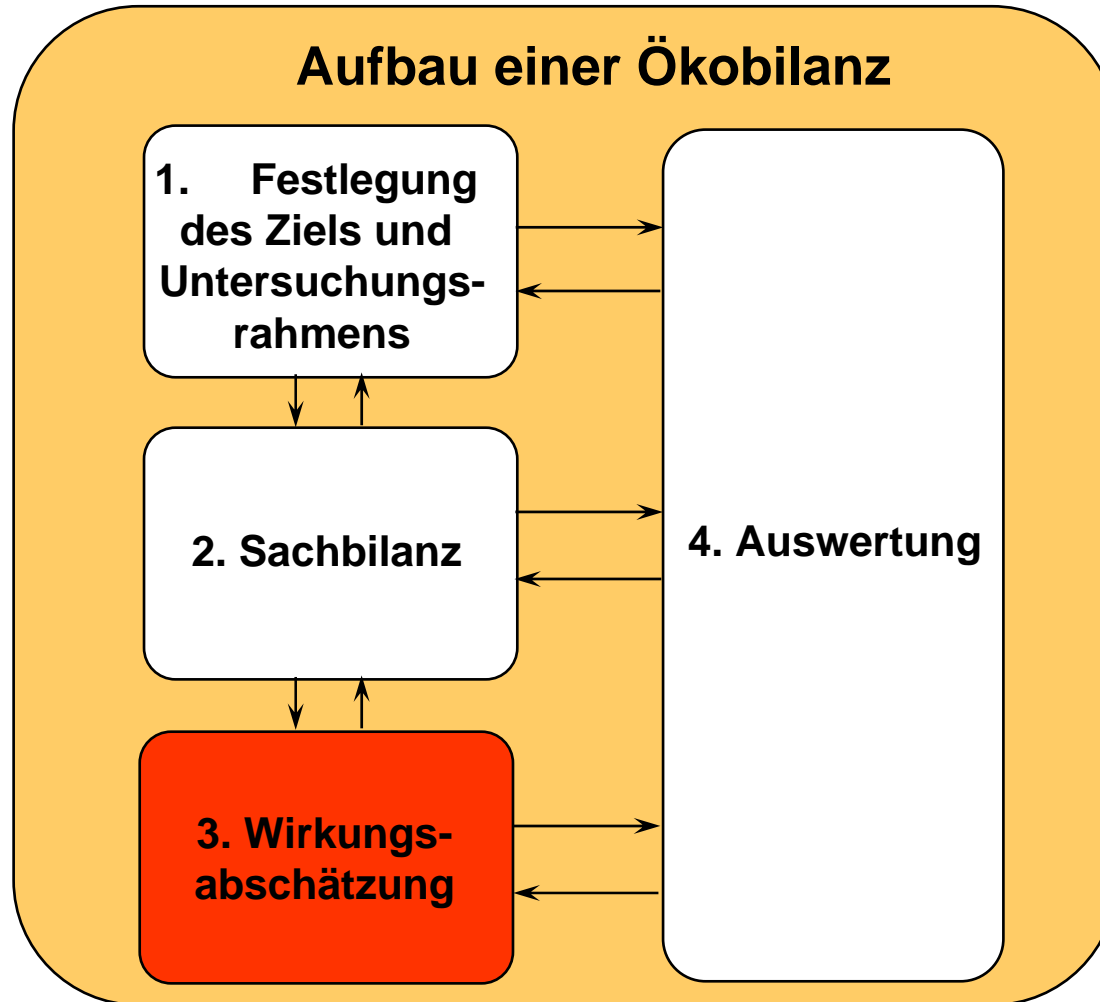 Aufbau einer Ökobilanz
1. Festlegung
des Ziels und
Untersuchungs-
rahmens
2. Sachbilanz
3. Wirkungs-
abschätzung
4. Auswertung